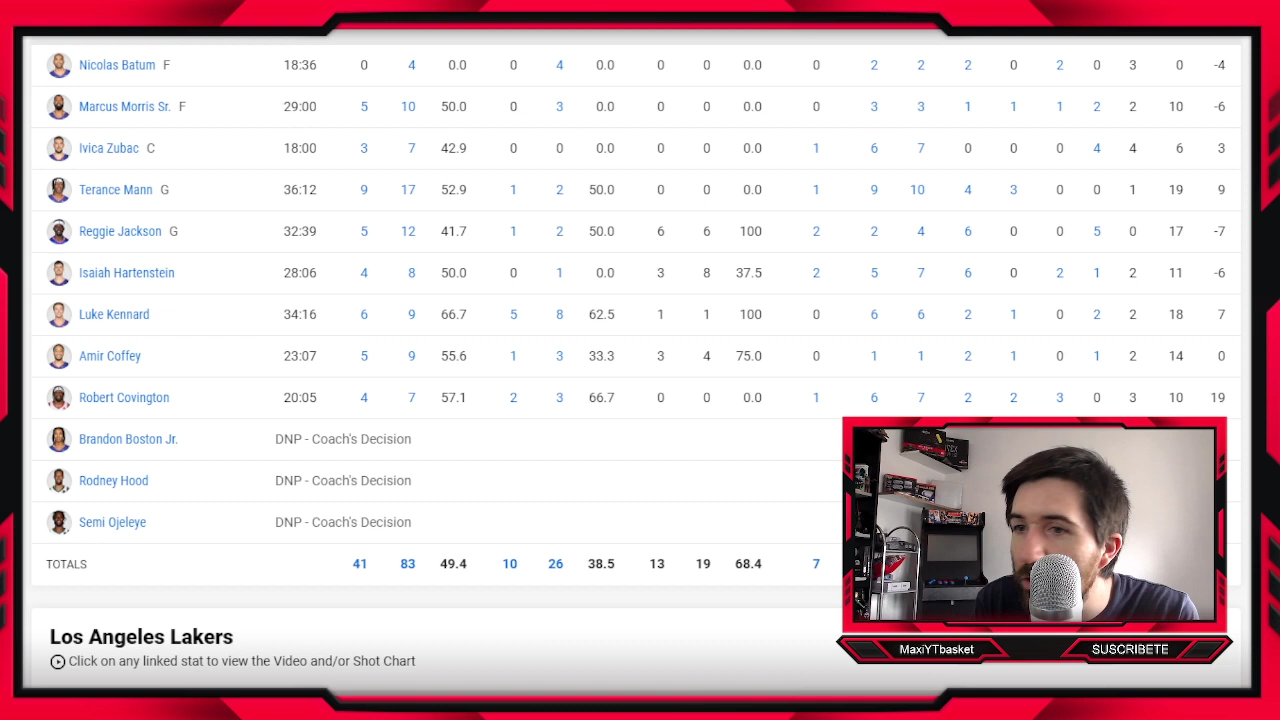 Nicolas Batum F 18:36 0 4 0.0 0 4 0.0 0 0 0.0 0 2 2 2 0 2 0 3 0 -4
Marcus Morris Sr. F 29:00 5 10 50.0 0 3 0.0 0 0 0.0 0 3 3 1 1 1 2 2 10 -6
Ivica Zubac C 18:00 3 7 42.9 0 0 0.0 0 0 0.0 1 6 7 0 0 0 4 4 6 3
Terance Mann G 36:12 9 17 52.9 1 2 50.0 0 0 0.0 1 9 10 4 3 0 0 1 19 9
Reggie Jackson G 32:39 5 12 41.7 1 2 50.0 6 6 100 2 2 4 6 0 0 5 0 17 -7
Isaiah Hartenstein 28:06 4 8 50.0 0 1 0.0 3 8 37.5 2 5 7 6 0 2 1 2 11 -6
Luke Kennard 34:16 6 9 66.7 5 8 62.5 1 1 100 0 6 6 2 1 0 2 2 18 7
Amir Coffey 23:07 5 9 55.6 1 3 33.3 3 4 75.0 0 1 1 2 1 0 1 2 14 0
Robert Covington 20:05 4 7 57.1 2 3 66.7 0 0 0.0 1 6 7 2 2 3 0 3 10 19
Brandon Boston Jr. DNP - Coach's Decision
Rodney Hood DNP - Coach's Decision
Semi Ojeleye DNP - Coach's Decision
TOTALS 41 83 49.4 10 26 38.5 13 19 68.4 7
Los Angeles Lakers
Click on any linked stat to view the Video and/or Shot Chart
MaxiYTbasket SUSCRIBETE